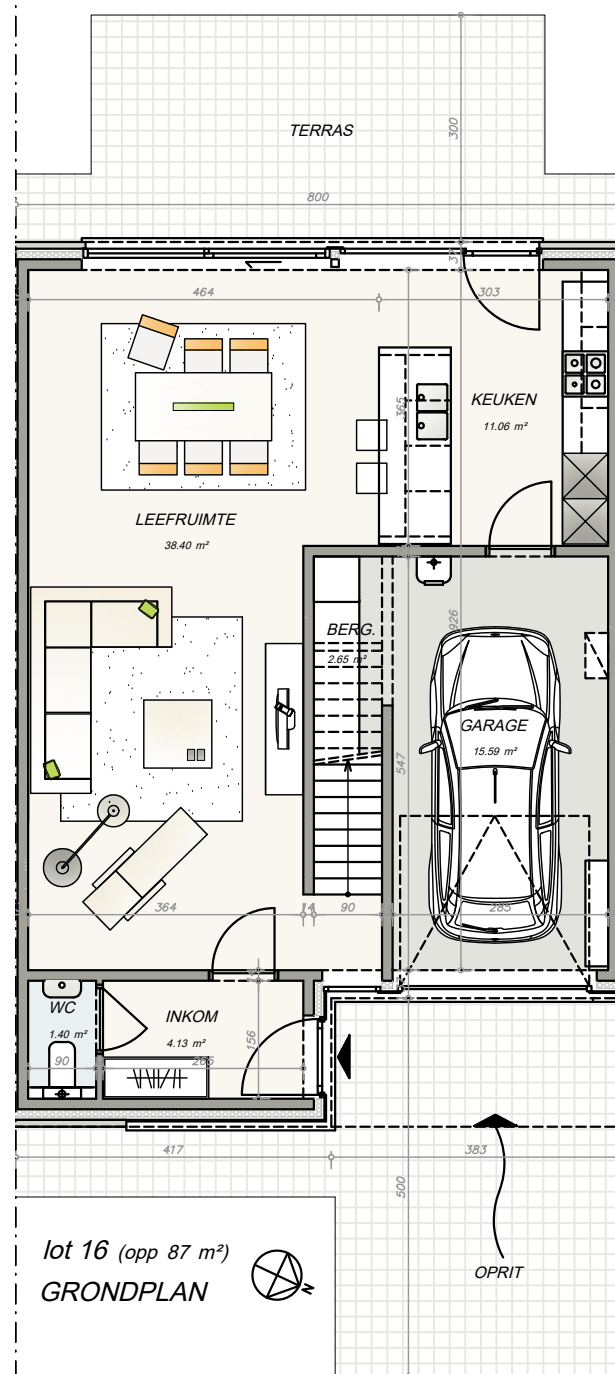 TERRAS
300
800
31
464
303
365
KEUKEN
11.06 m²
LEEFRUIMTE
38.40 m²
BERG.
2.65 m²
926
GARAGE
15.59 m²
547
364
14
90
285
WC
1.40 m²
INKOM
4.13 m²
156
90
265
417
383
500
lot 16 (opp 87 m²)
GRONDPLAN
N
OPRIT